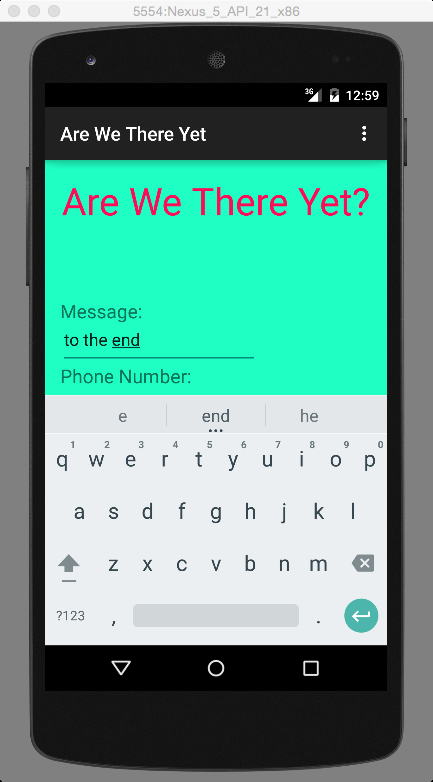 5554:Nexus_5_API_21_x86
3G 12:59
Are We There Yet
Are We There Yet?
Message:
to the end
Phone Number:
e end he
1 2 3 4 5 6 7 8 9 0
q w e r t y u i o p
a s d f g h j k l
z x c v b n m
?123 , .